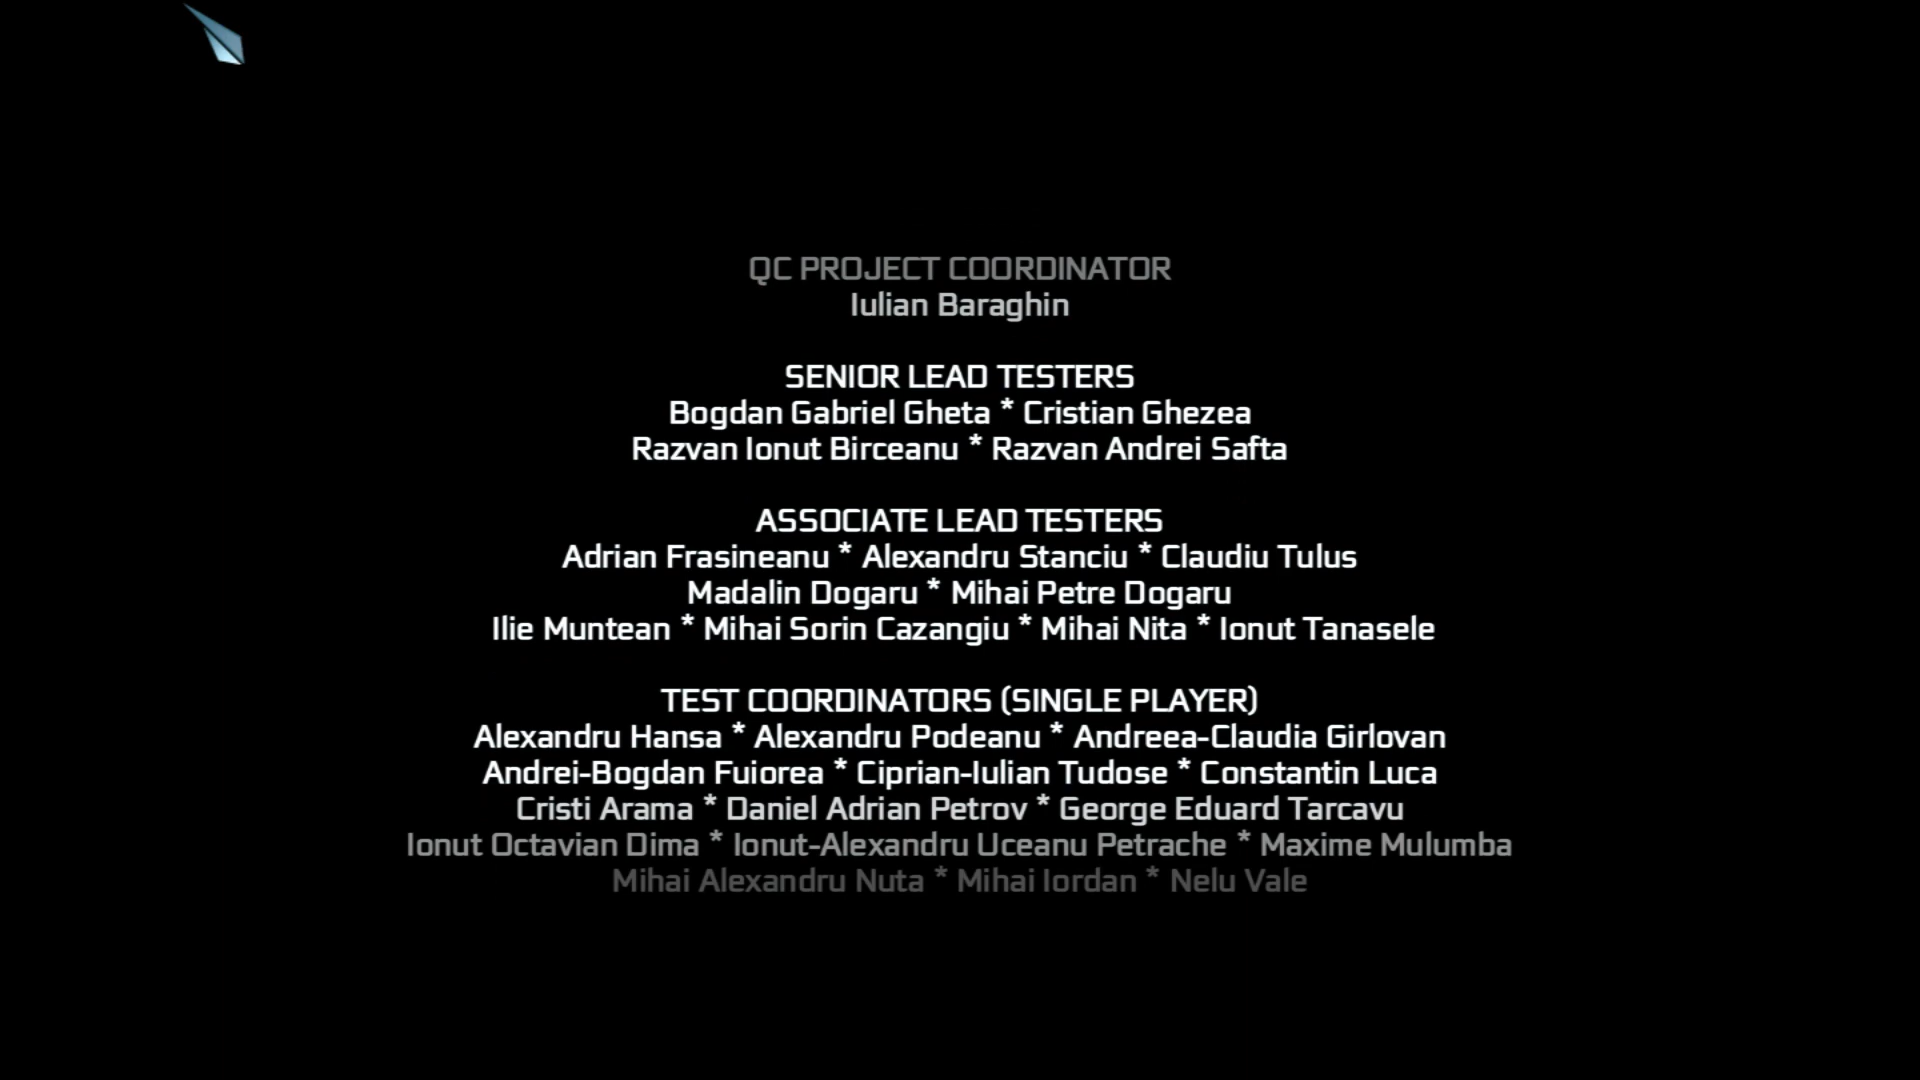 QC PROJECT COORDINATOR
Iulian Baraghin
SENIOR LEAD TESTERS
Bogdan Gabriel Gheta * Cristian Ghezea
Razvan Ionut Birceanu * Razvan Andrei Safta
ASSOCIATE LEAD TESTERS
Adrian Frasineanu * Alexandru Stanciu * Claudiu Tulus
Madalin Dogaru * Mihai Petre Dogaru
Ilie Muntean * Mihai Sorin Cazangiu * Mihai Nita * Ionut Tanasele
TEST COORDINATORS (SINGLE PLAYER)
Alexandru Hansa * Alexandru Podeanu * Andreea-Claudia Girlovan
Andrei-Bogdan Fuiorea * Ciprian-Iulian Tudose * Constantin Luca
Cristi Arama * Daniel Adrian Petrov * George Eduard Tarcavu
Ionut Octavian Dima * Ionut-Alexandru Uceanu Petrache * Maxime Mulumba
Mihai Alexandru Nuta * Mihai Iordan * Nelu Vale